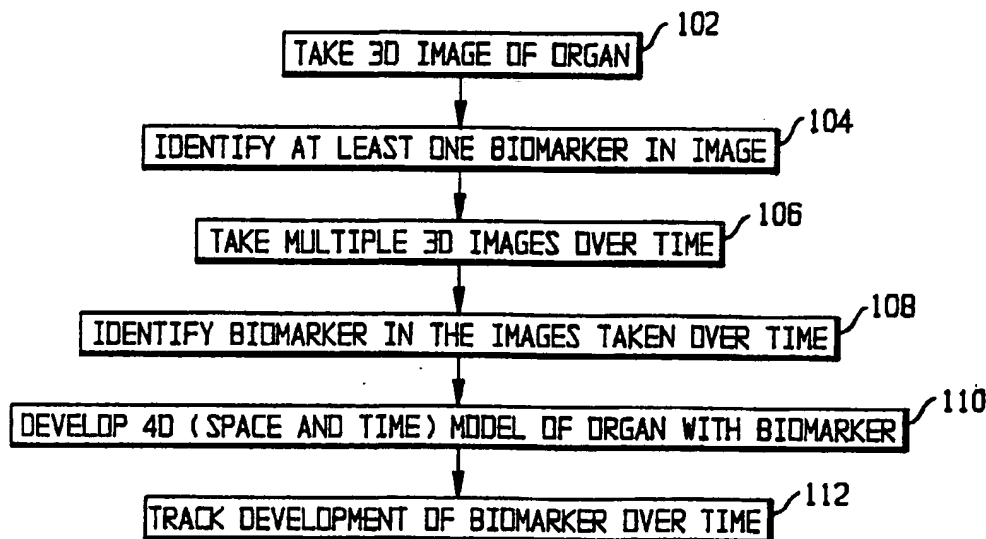 102
TAKE 3D IMAGE OF ORGAN
104
IDENTIFY AT LEAST ONE BIOMARKER IN IMAGE
106
TAKE MULTIPLE 3D IMAGES OVER TIME
108
IDENTIFY BIOMARKER IN THE IMAGES TAKEN OVER TIME
110
DEVELOP 4D (SPACE AND TIME) MODEL OF ORGAN WITH BIOMARKER
112
TRACK DEVELOPMENT OF BIOMARKER OVER TIME